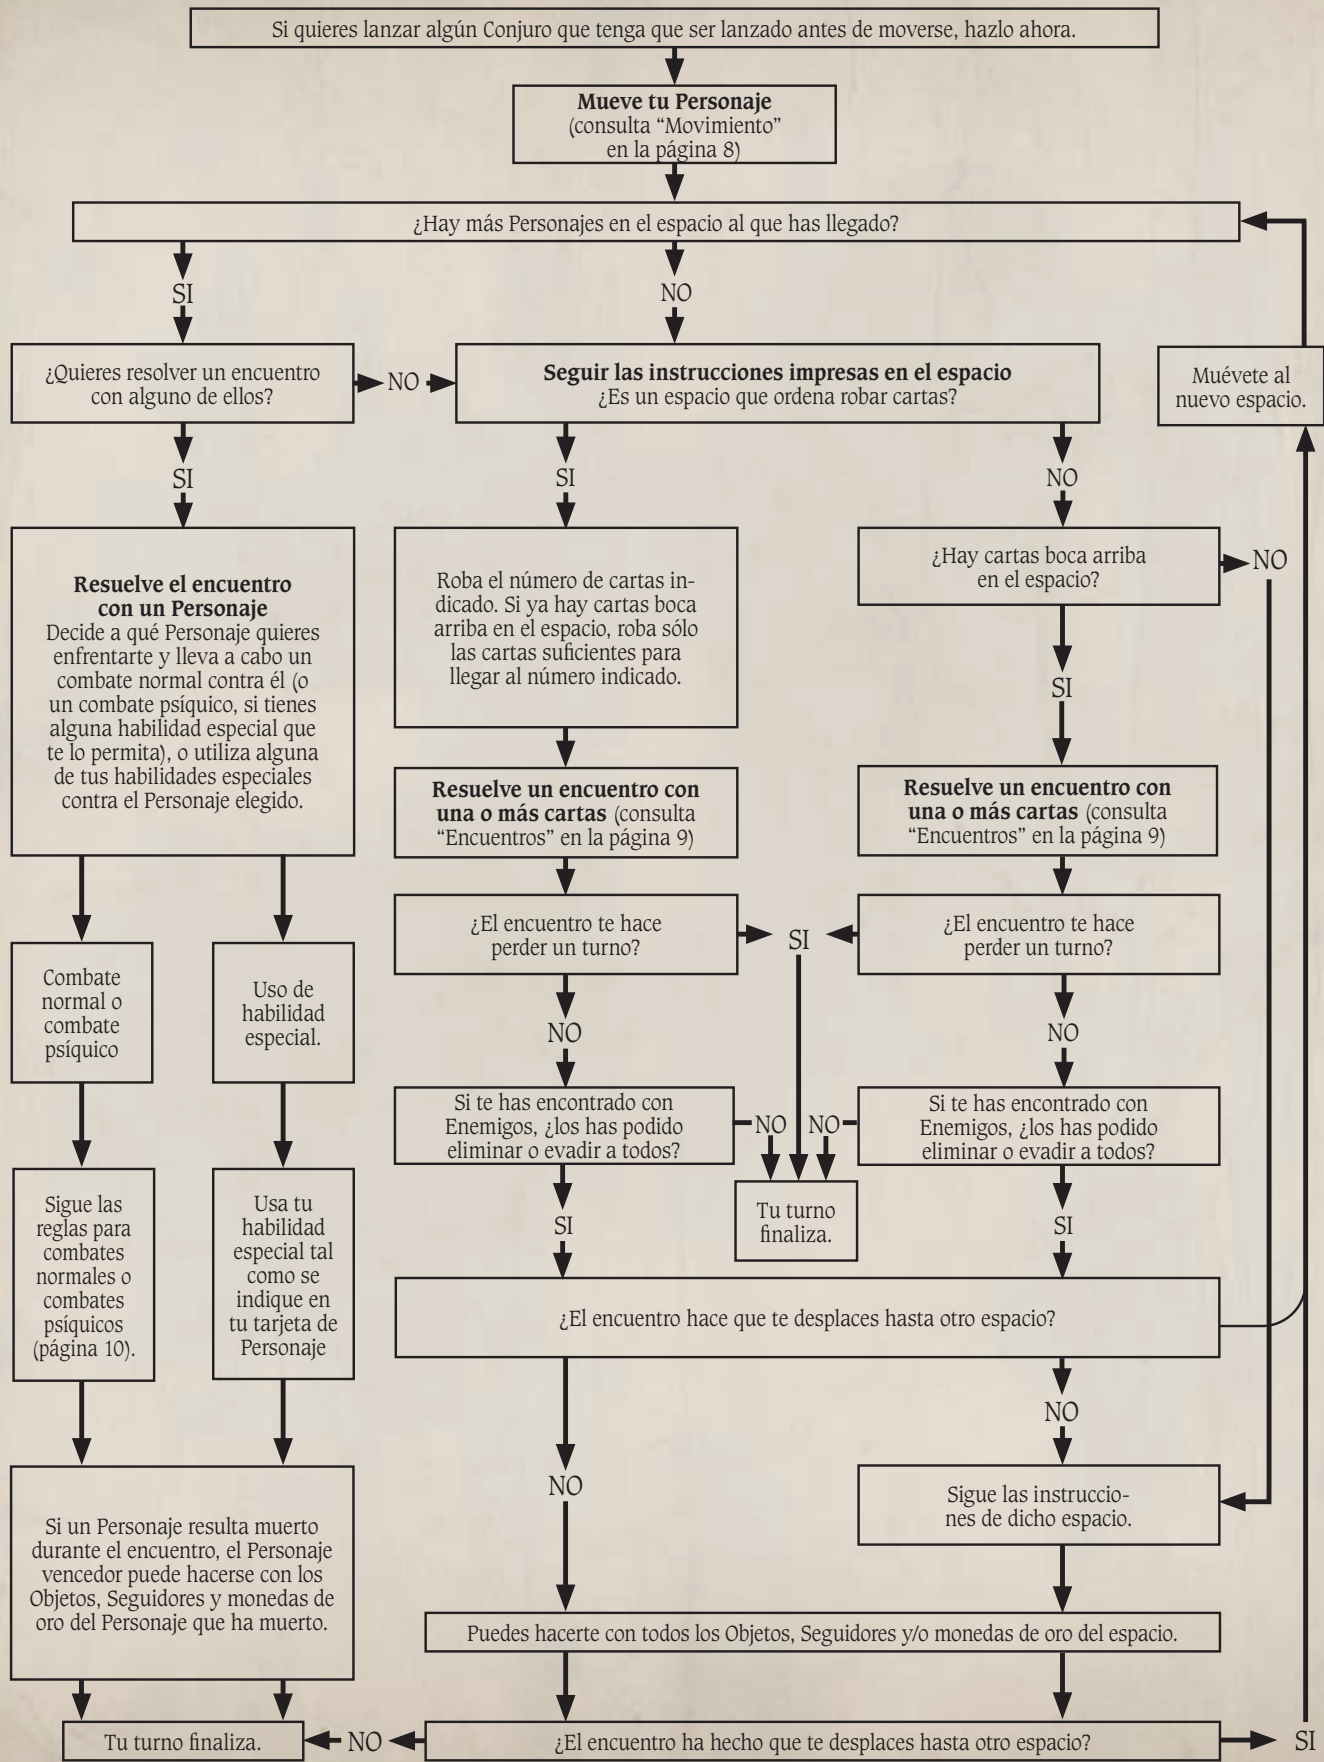 Si quieres lanzar algún Conjuro que tenga que ser lanzado antes de moverse, hazlo ahora.
Mueve tu Personaje
(consulta “Movimiento”
en la página 8)
¿Hay más Personajes en el espacio al que has llegado?
SI
NO
¿Quieres resolver un encuentro
con alguno de ellos?
NO
Seguir las instrucciones impresas en el espacio
¿Es un espacio que ordena robar cartas?
Muévete al
nuevo espacio.
SI
SI
NO
Resuelve el encuentro
con un Personaje
Decide a qué Personaje quieres
enfrentarte y lleva a cabo un
combate normal contra él (o
un combate psíquico, si tienes
alguna habilidad especial que
te lo permita), o utiliza alguna
de tus habilidades especiales
contra el Personaje elegido.
Roba el número de cartas in-
dicado. Si ya hay cartas boca
arriba en el espacio, roba sólo
las cartas suficientes para
llegar al número indicado.
¿Hay cartas boca arriba
en el espacio?
NO
SI
Resuelve un encuentro con
una o más cartas (consulta
“Encuentros” en la página 9)
Resuelve un encuentro con
una o más cartas (consulta
“Encuentros” en la página 9)
¿El encuentro te hace
perder un turno?
SI
¿El encuentro te hace
perder un turno?
Combate
normal o
combate
psíquico
Uso de
habilidad
especial.
NO
NO
Si te has encontrado con
Enemigos, ¿los has podido
eliminar o evadir a todos?
NO
NO
Si te has encontrado con
Enemigos, ¿los has podido
eliminar o evadir a todos?
Sigue las
reglas para
combates
normales o
combates
psíquicos
(página 10).
Usa tu
habilidad
especial tal
como se
indique en
tu tarjeta de
Personaje
SI
Tu turno
finaliza.
SI
¿El encuentro hace que te desplaces hasta otro espacio?
NO
NO
Sigue las instruccio-
nes de dicho espacio.
Si un Personaje resulta muerto
durante el encuentro, el Personaje
vencedor puede hacerse con los
Objetos, Seguidores y monedas de
oro del Personaje que ha muerto.
Puedes hacerte con todos los Objetos, Seguidores y/o monedas de oro del espacio.
Tu turno finaliza.
NO
¿El encuentro ha hecho que te desplaces hasta otro espacio?
SI